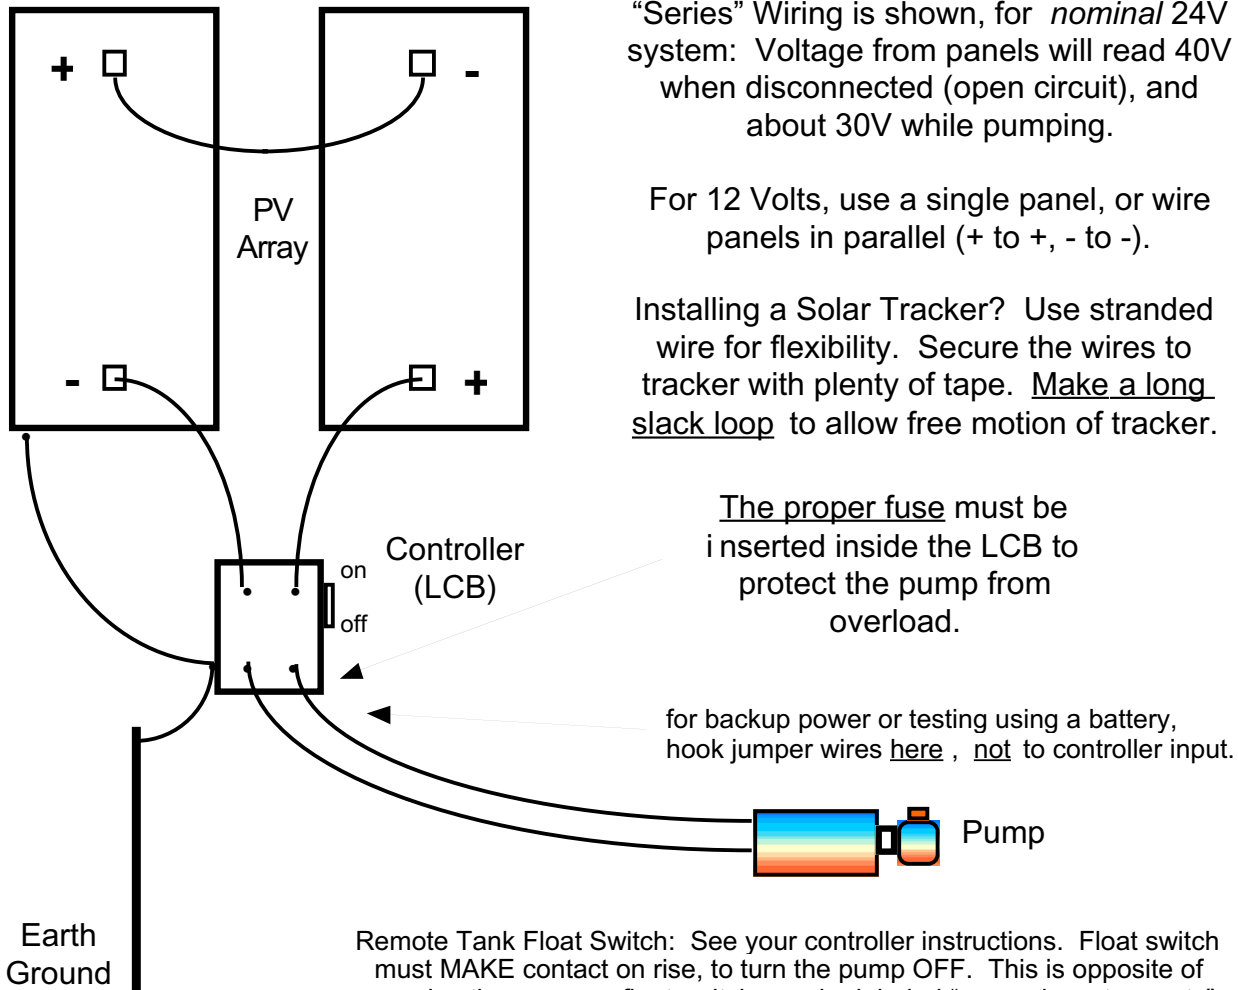 “Series” Wiring is shown, for nominal 24V
system: Voltage from panels will read 40V
when disconnected (open circuit), and
about 30V while pumping.
+
-
PV
Array
For 12 Volts, use a single panel, or wire
panels in parallel (+ to +, - to -).
Installing a Solar Tracker? Use stranded
wire for flexibility. Secure the wires to
tracker with plenty of tape. Make a long
slack loop to allow free motion of tracker.
-
+
The proper fuse must be
inserted inside the LCB to
protect the pump from
overload.
Controller
(LCB)
on
off
for backup power or testing using a battery,
hook jumper wires here , not to controller input.
Pump
Earth
Ground
Remote Tank Float Switch: See your controller instructions. Float switch
must MAKE contact on rise, to turn the pump OFF. This is opposite of